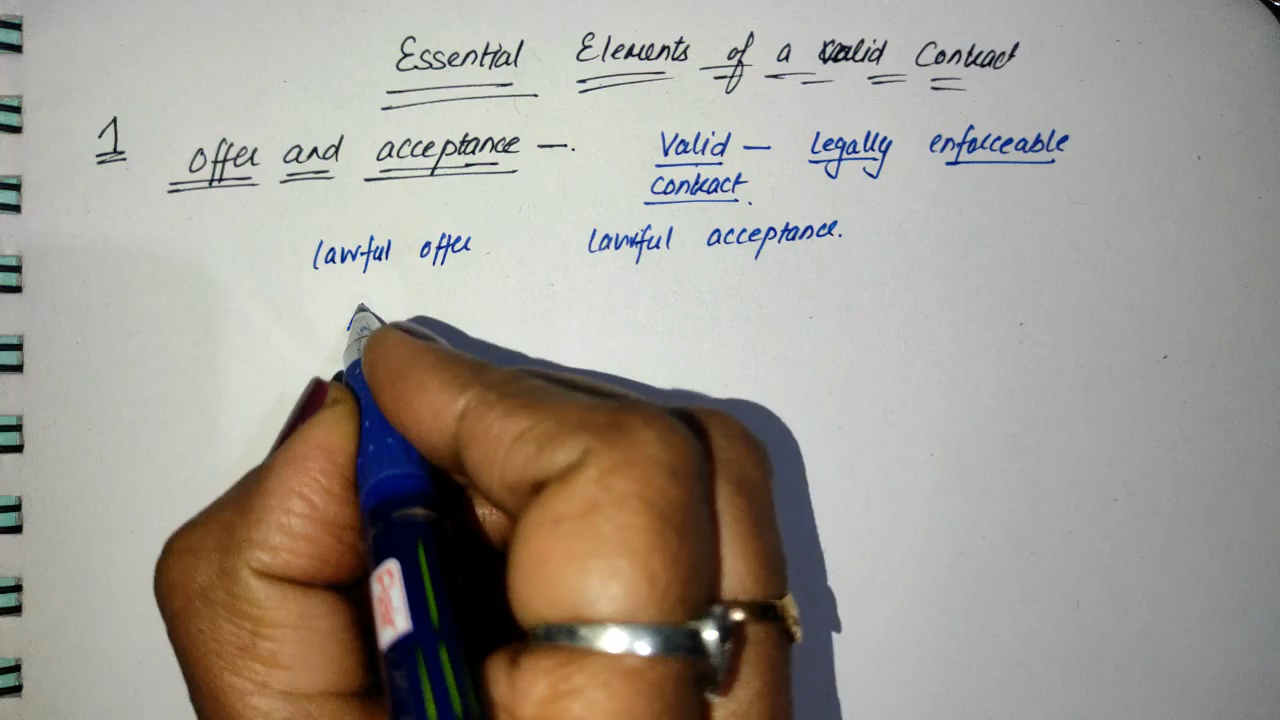 Essential Elements of a valid Contract
1 offer and acceptance -. Valid - legally enforceable
contract.
lawful offer lawful acceptance.